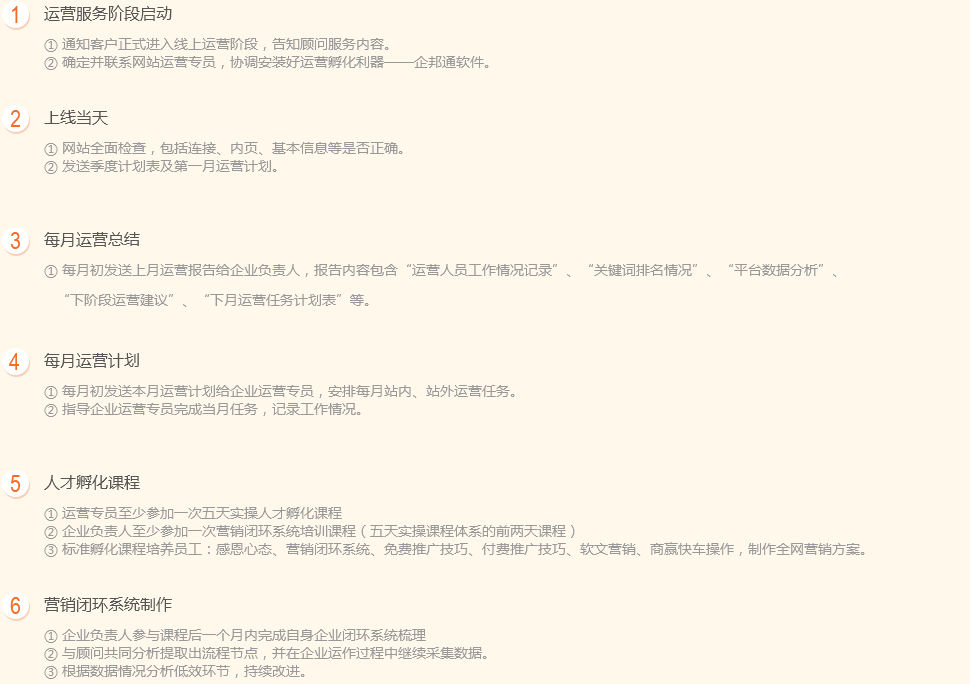 1 运营服务阶段启动
① 通知客户正式进入线上运营阶段，告知顾问服务内容。
② 确定并联系网站运营专员，协调安装好运营孵化利器——企邦通软件。
2 上线当天
① 网站全面检查，包括连接、内页、基本信息等是否正确。
② 发送季度计划表及第一月运营计划。
3 每月运营总结
① 每月初发送上月运营报告给企业负责人，报告内容包含“运营人员工作情况记录”、“关键词排名情况”、“平台数据分析”、
“下阶段运营建议”、“下月运营任务计划表”等。
4 每月运营计划
① 每月初发送本月运营计划给企业运营专员，安排每月站内、站外运营任务。
② 指导企业运营专员完成当月任务，记录工作情况。
5 人才孵化课程
① 运营专员至少参加一次五天实操人才孵化课程
② 企业负责人至少参加一次营销闭环系统培训课程（五天实操课程体系的前两天课程）
③ 标准孵化课程培养员工：感恩心态、营销闭环系统、免费推广技巧、付费推广技巧、软文营销、商赢快车操作，制作全网营销方案。
6 营销闭环系统制作
① 企业负责人参与课程后一个月内完成自身企业闭环系统梳理
② 与顾问共同分析提取出流程节点，并在企业运作过程中继续采集数据。
③ 根据数据情况分析低效环节，持续改进。